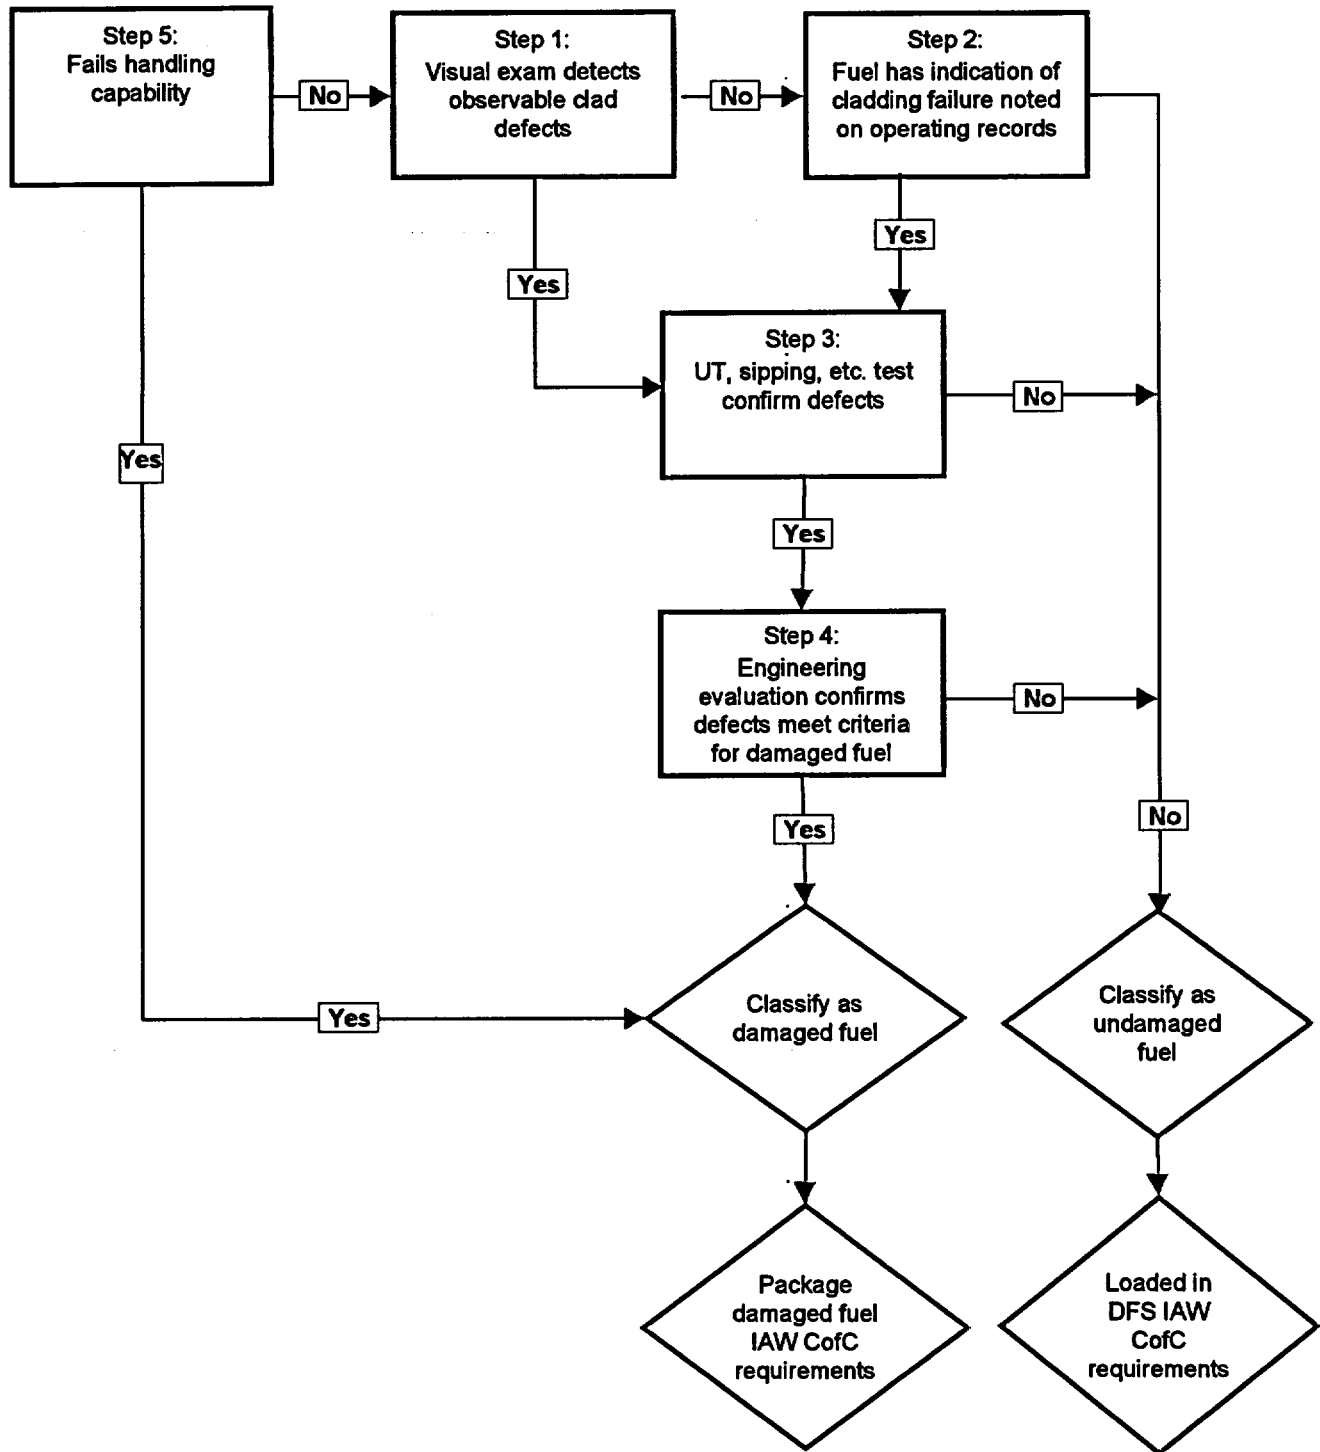 Step 5:
Fails handling
capability
No
Step 1:
Visual exam detects
observable clad
defects
No
Step 2:
Fuel has indication of
cladding failure noted
on operating records
Yes
Yes
Step 3:
UT, sipping, etc. test
confirm defects
No
Yes
Yes
Step 4:
Engineering
evaluation confirms
defects meet criteria
for damaged fuel
No
Yes
No
Yes
Classify as
damaged fuel
Classify as
undamaged
fuel
Package
damaged fuel
IAW CofC
requirements
Loaded in
DFS IAW
CofC
requirements